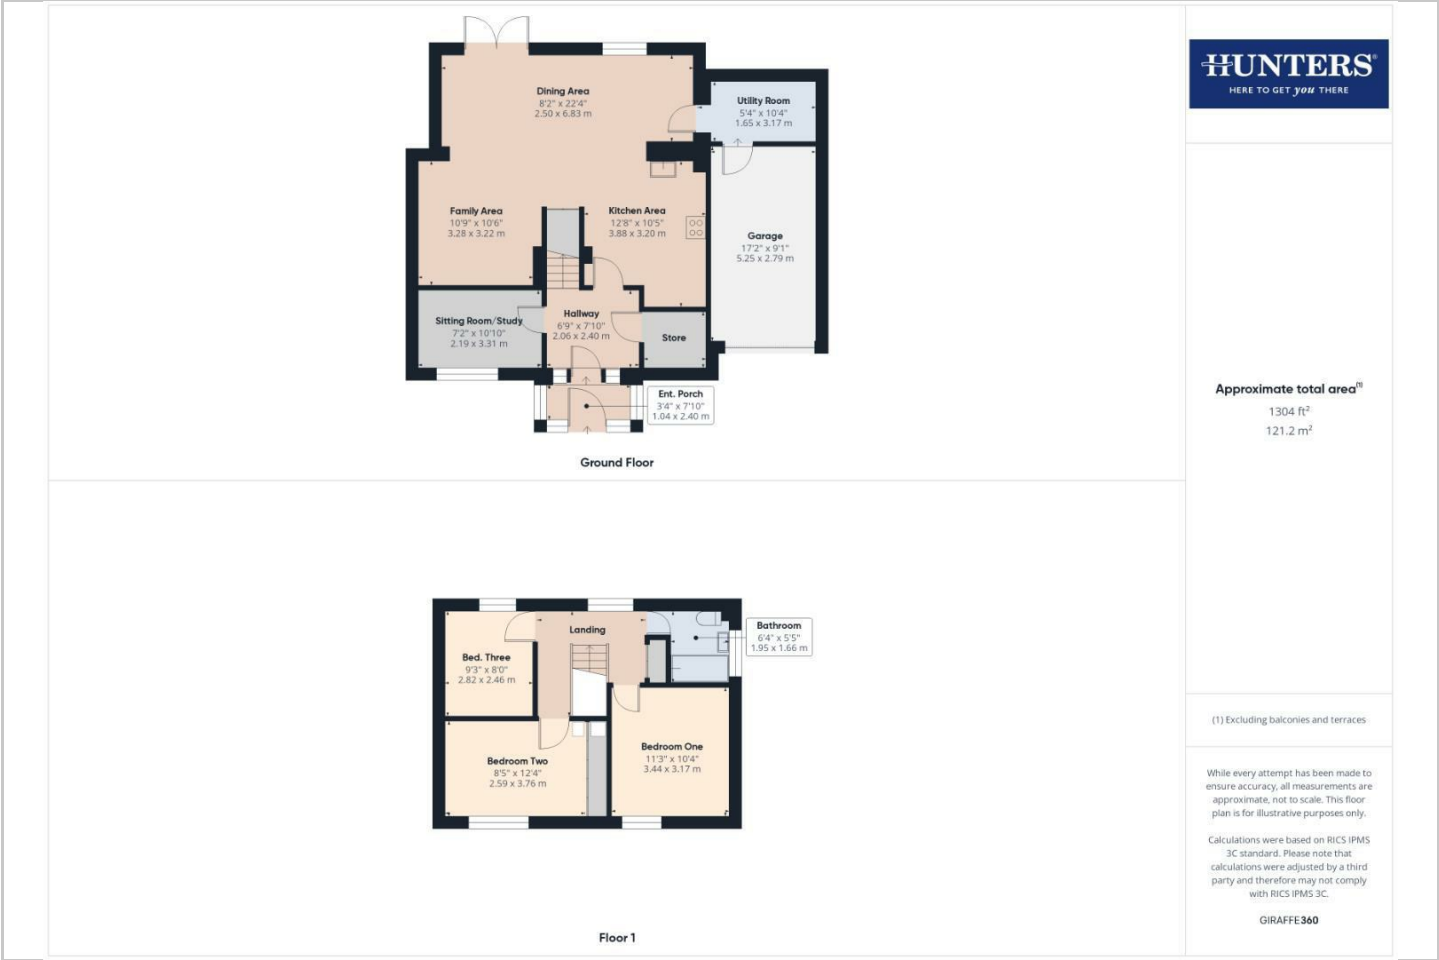 Dining Area
8'2" x 22'4"
2.50 x 6.83 m
Utility Room
5'4" x 10'4"
1.65 x 3.17 m
Family Area
10'9" x 10'6"
3.28 x 3.22 m
Kitchen Area
12'8" x 10'5"
3.88 x 3.20 m
Garage
17'2" x 9'1"
5.25 x 2.79 m
Sitting Room/Study
7'2" x 10'10"
2.19 x 3.31 m
Hallway
6'9" x 7'10"
2.06 x 2.40 m
Store
Ent. Porch
3'4" x 7'10"
1.04 x 2.40 m
Ground Floor
Landing
Bathroom
6'4" x 5'5"
1.95 x 1.66 m
Bed. Three
9'3" x 8'0"
2.82 x 2.46 m
Bedroom Two
8'5" x 12'4"
2.59 x 3.76 m
Bedroom One
11'3" x 10'4"
3.44 x 3.17 m
Floor 1
HUNTERS®
HERE TO GET you THERE
Approximate total area(1)
1304 ft²
121.2 m²
(1) Excluding balconies and terraces
While every attempt has been made to
ensure accuracy, all measurements are
approximate, not to scale. This floor
plan is for illustrative purposes only.
Calculations were based on RICS IPMS
3C standard. Please note that
calculations were adjusted by a third
party and therefore may not comply
with RICS IPMS 3C.
GIRAFFE360